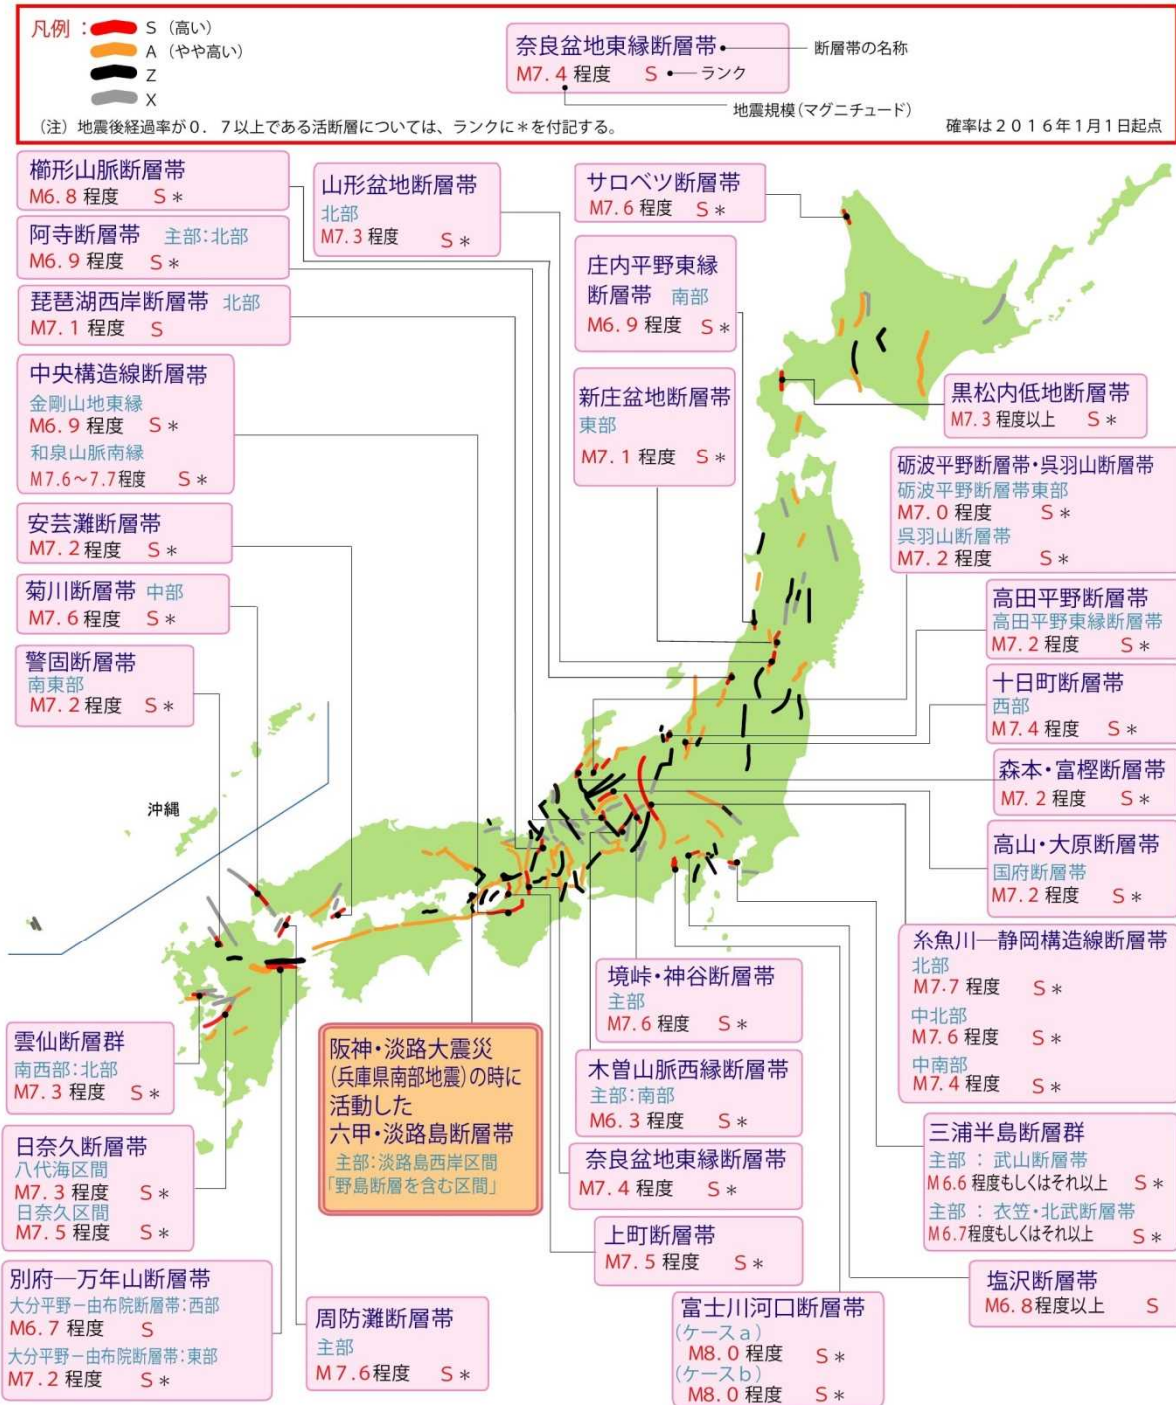 凡例:
S (高い)
A (やや高い)
Z
X
奈良盆地東縁断層帯
M7.4 程度 S
断層帯の名称
ランク
地震規模(マグニチュード)
(注) 地震後経過率が0.7以上である活断層については、ランクに*を付記する。
確率は2016年1月1日起点
櫛形山脈断層帯
M6.8 程度 S *
阿寺断層帯 主部:北部
M6.9 程度 S *
琵琶湖西岸断層帯 北部
M7.1 程度 S
中央構造線断層帯
金剛山地東縁
M6.9 程度 S *
和泉山脈南縁
M7.6~7.7程度 S *
安芸灘断層帯
M7.2 程度 S *
菊川断層帯 中部
M7.6 程度 S *
警固断層帯
南東部
M7.2 程度 S *
山形盆地断層帯
北部
M7.3 程度 S *
サロベツ断層帯
M7.6 程度 S *
庄内平野東縁
断層帯 南部
M6.9 程度 S *
新庄盆地断層帯
東部
M7.1 程度 S *
黒松内低地断層帯
M7.3 程度以上 S *
砺波平野断層帯・呉羽山断層帯
砺波平野断層帯東部
M7.0 程度 S *
呉羽山断層帯
M7.2 程度 S *
高田平野断層帯
高田平野東縁断層帯
M7.2 程度 S *
十日町断層帯
西部
M7.4 程度 S *
森本・富樫断層帯
M7.2 程度 S *
高山・大原断層帯
国府断層帯
M7.2 程度 S *
糸魚川―静岡構造線断層帯
北部
M7.7 程度 S *
中北部
M7.6 程度 S *
中南部
M7.4 程度 S *
沖縄
雲仙断層群
南西部:北部
M7.3 程度 S *
日奈久断層帯
八代海区間
M7.3 程度 S *
日奈久区間
M7.5 程度 S *
別府―万年山断層帯
大分平野―由布院断層帯:西部
M6.7 程度 S
大分平野―由布院断層帯:東部
M7.2 程度 S *
阪神・淡路大震災
(兵庫県南部地震)の時に
活動した
六甲・淡路島断層帯
主部:淡路島西岸区間
「野島断層を含む区間」
周防灘断層帯
主部
M7.6程度 S *
境峠・神谷断層帯
主部
M7.6 程度 S *
木曽山脈西縁断層帯
主部:南部
M6.3 程度 S *
奈良盆地東縁断層帯
M7.4 程度 S *
上町断層帯
M7.5 程度 S *
富士川河口断層帯
(ケースa)
M8.0 程度 S *
(ケースb)
M8.0 程度 S *
三浦半島断層群
主部 : 武山断層帯
M6.6 程度もしくはそれ以上 S *
主部 : 衣笠・北武断層帯
M6.7程度もしくはそれ以上 S *
塩沢断層帯
M6.8程度以上 S